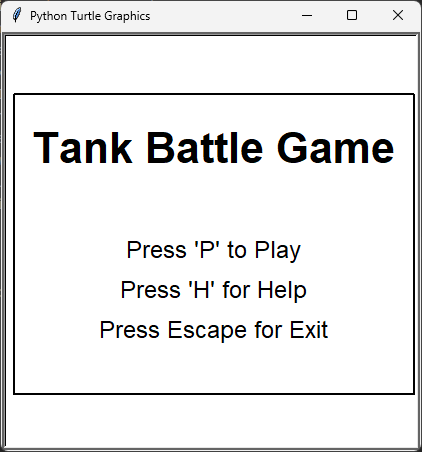 Python Turtle Graphics
Tank Battle Game
Press 'P' to Play
Press 'H' for Help
Press Escape for Exit